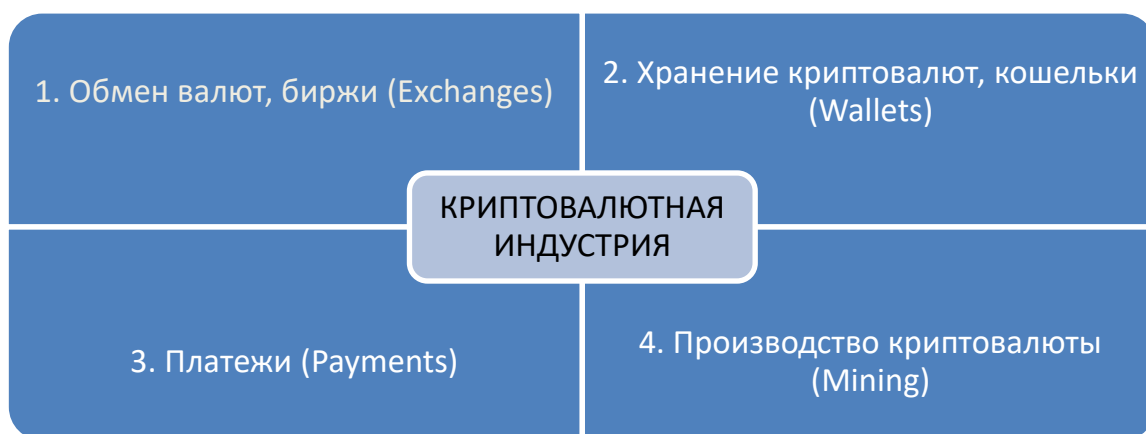 1. Обмен валют, биржи (Exchanges)
2. Хранение криптовалют, кошельки
(Wallets)
КРИПТОВАЛЮТНАЯ
ИНДУСТРИЯ
3. Платежи (Payments)
4. Производство криптовалюты
(Mining)